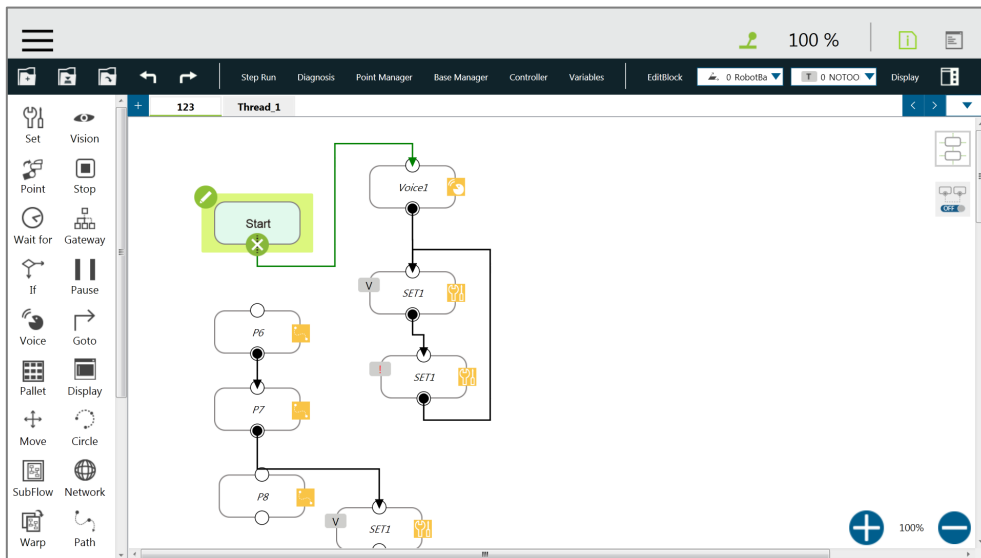 100 %
Step Run Diagnosis Point Manager Base Manager Controller Variables EditBlock 0 RobotBa T 0 NOTOO Display
+ 123 Thread_1 < >
Set Vision
Point Stop
Wait for Gateway
If Pause
Voice Goto
Pallet Display
Move Circle
SubFlow Network
Warp Path
Voice1
Start
V
SET1
P6
!
SET1
P7
P8
V
SET1
OFF
100%